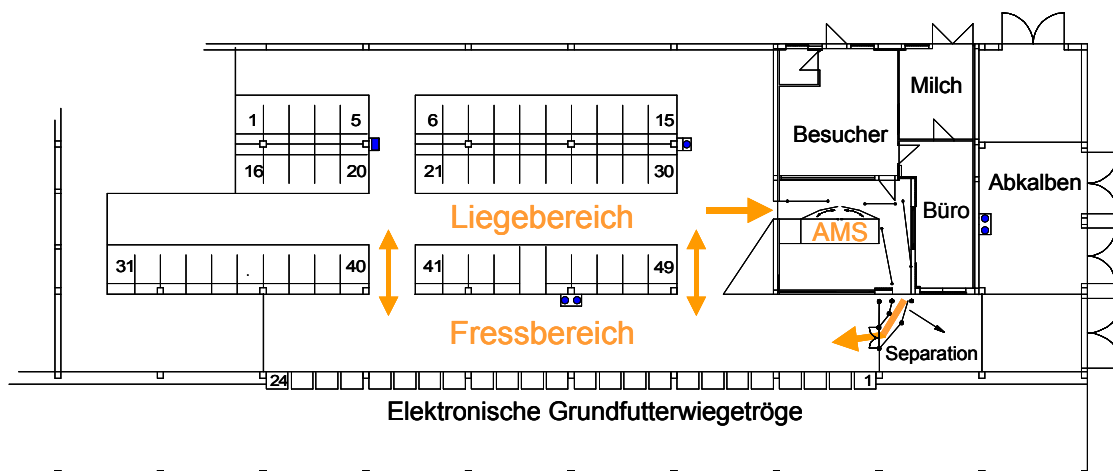 Milch
1 5 6 15
Besucher
16 20 21 30
Abkalben
Liegebereich
Büro
AMS
31 40 41 49
Fressbereich
Separation
24 1
Elektronische Grundfutterwiegetröge